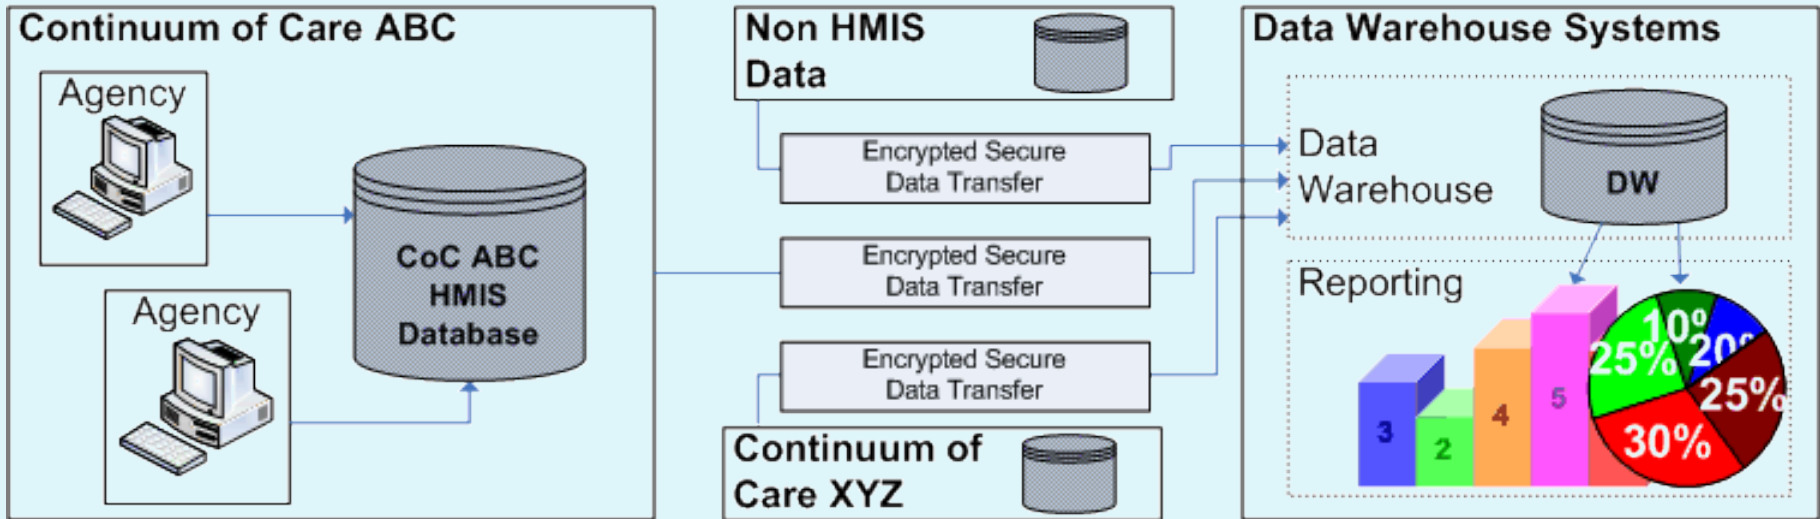 Continuum of Care ABC
Agency
Agency
CoC ABC
HMIS
Database
Non HMIS
Data
Encrypted Secure
Data Transfer
Encrypted Secure
Data Transfer
Encrypted Secure
Data Transfer
Continuum of
Care XYZ
Data Warehouse Systems
Data
Warehouse
DW
Reporting
3
2
4
5
10%
20%
25%
25%
30%